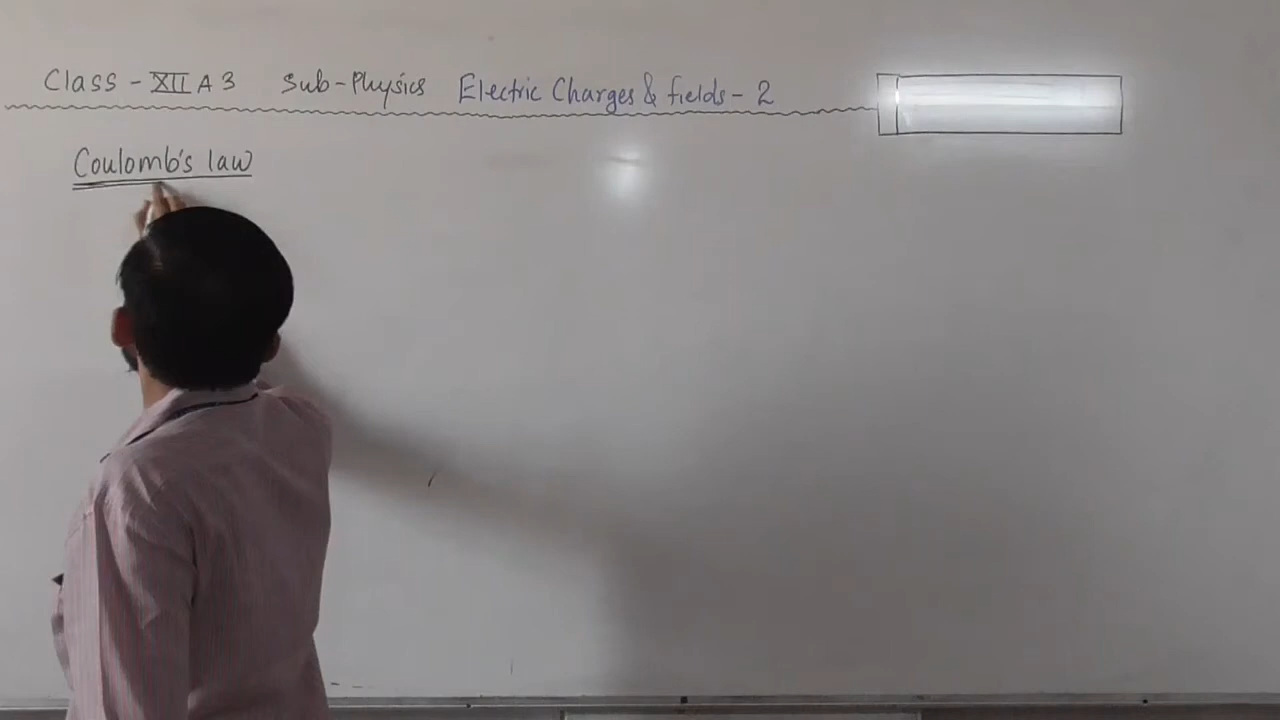 Class - XII A 3 Sub - Physics Electric Charges & fields - 2
Coulomb's law